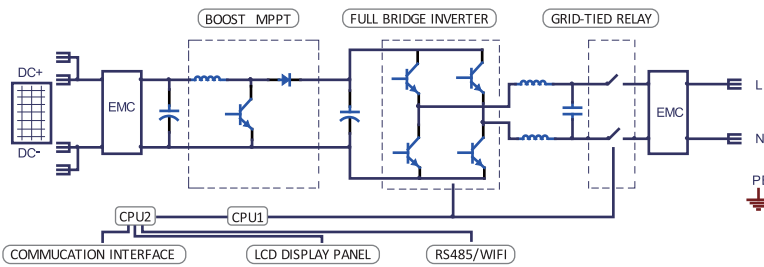 BOOST MPPT
FULL BRIDGE INVERTER
GRID-TIED RELAY
DC+
EMC
EMC
L
N
DC-
CPU2
CPU1
COMMUCATION INTERFACE
LCD DISPLAY PANEL
RS485/WIFI